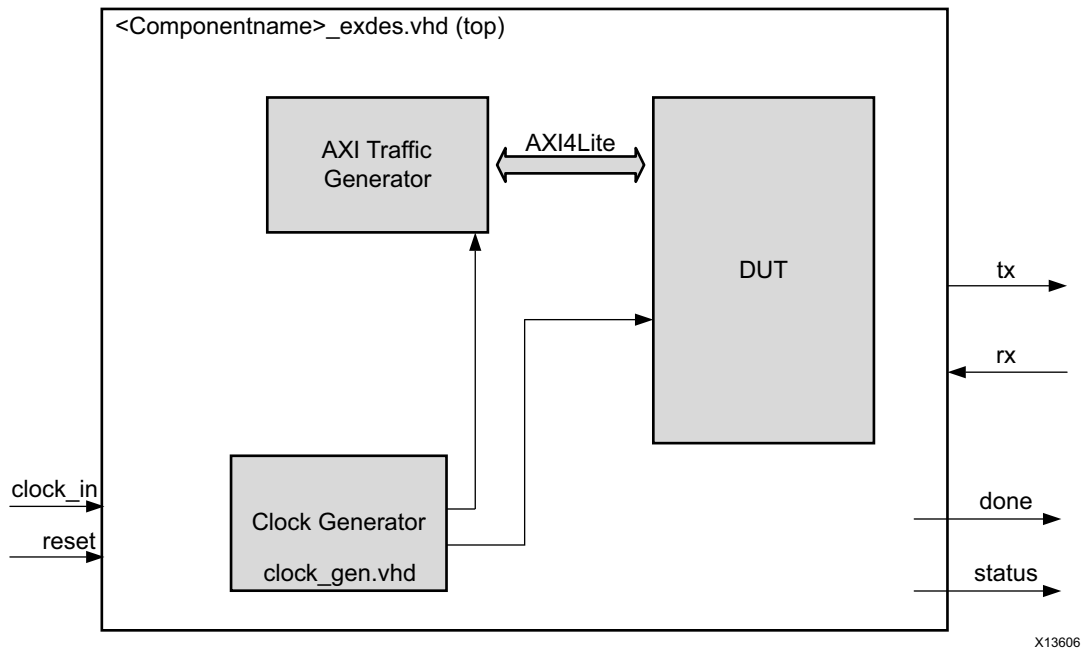 <Componentname>_exdes.vhd (top)
AXI Traffic
Generator
AXI4Lite
DUT
tx
rx
clock_in
reset
Clock Generator
clock_gen.vhd
done
status
X13606